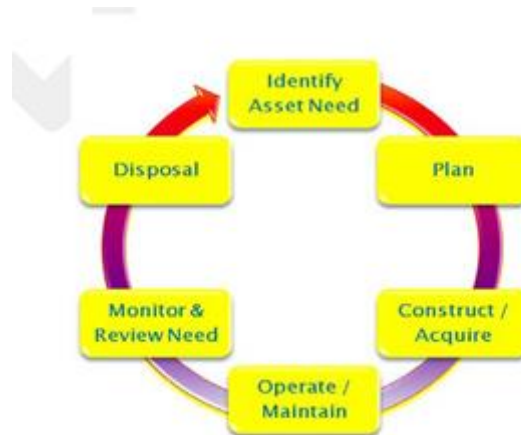 Identify
Asset Need
Plan
Construct /
Acquire
Operate /
Maintain
Monitor &
Review Need
Disposal